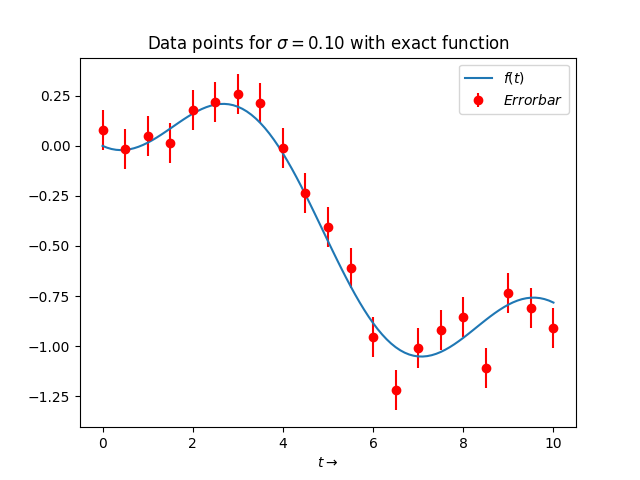 Data points for σ = 0.10 with exact function
f(t)
Errorbar
0.25
0.00
−0.25
−0.50
−0.75
−1.00
−1.25
0 2 4 6 8 10
t→